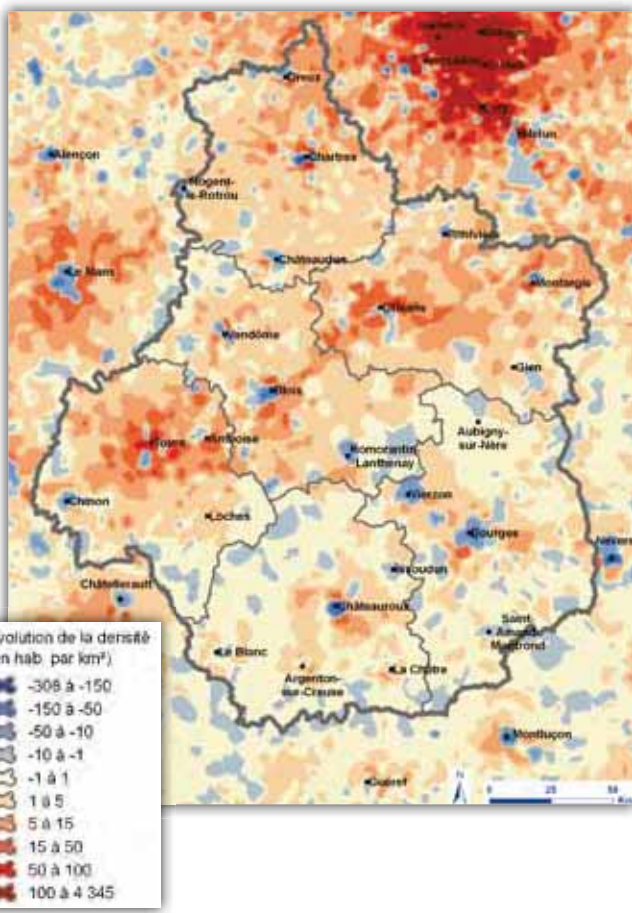 Dreux
Melun
Alençon
Chartres
Nogent-
le-Rotrou
Pithiviers
Châteaudun
Le Mans
Montargis
Orléans
Vendôme
Gien
Blois
Aubigny-
sur-Nère
Tours
Amboise
Romorantin
Lanthenay
Chinon
Vierzon
Loches
Bourges
Nevers
Issoudun
Châtellerault
Châteauroux
Saint
Amand
Montrond
Le Blanc
La Châtre
Argenton-
sur-Creuse
Montluçon
Guéret
N
0 25 50
volution de la densité
n hab. par km²)
-308 à -150
-150 à -50
-50 à -10
-10 à -1
-1 à 1
1 à 5
5 à 15
15 à 50
50 à 100
100 à 4 345